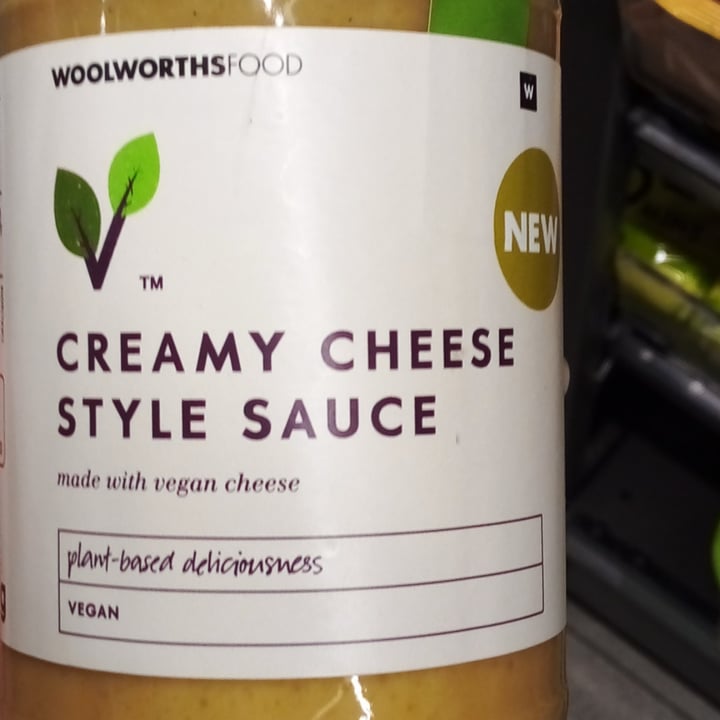 WOOLWORTHSFOOD
W
NEW
TM
CREAMY CHEESE
STYLE SAUCE
made with vegan cheese
plant-based deliciousness
VEGAN